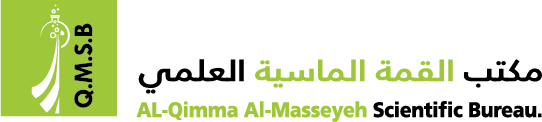 Q.M.S.B
مكتب القمة الماسية العلمي
AL-Qimma Al-Masseyeh Scientific Bureau.